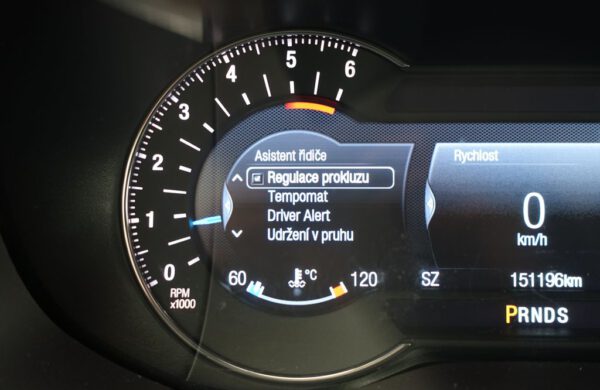 5
6
4
3
2
1
0
RPM
x1000
Asistent řidiče
Regulace prokluzu
Tempomat
Driver Alert
Udržení v pruhu
60 °C 120
Rychlost
0
km/h
SZ 151196km
PRNDS